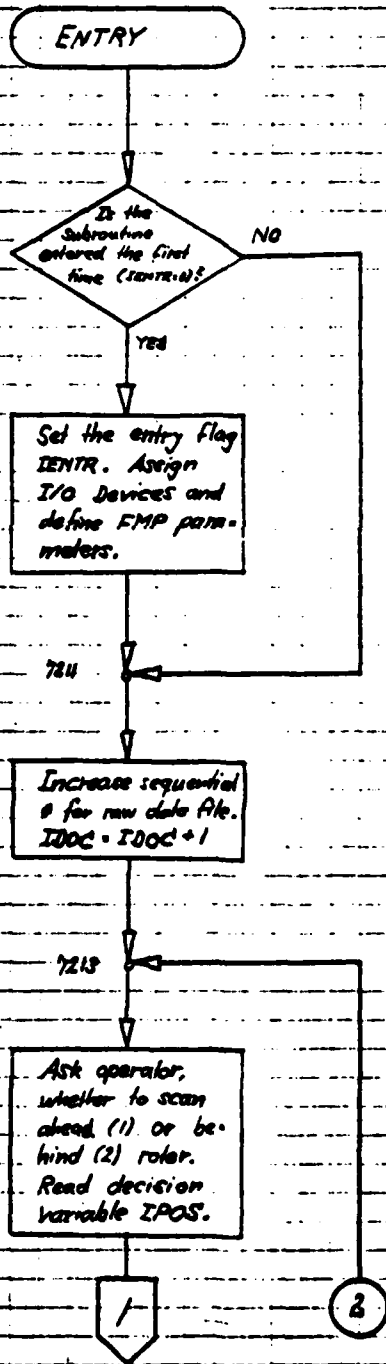 ENTRY
Is the
subroutine
entered the first
time (IENTR=0)?
NO
YES
Set the entry flag
IENTR. Assign
I/O Devices and
define FMP para-
meters.
7211
Increase sequential
# for raw data file.
IDOC = IDOC + 1
7213
Ask operator,
whether to scan
ahead (1) or be-
hind (2) rotor.
Read decision
variable IPOS.
1
2